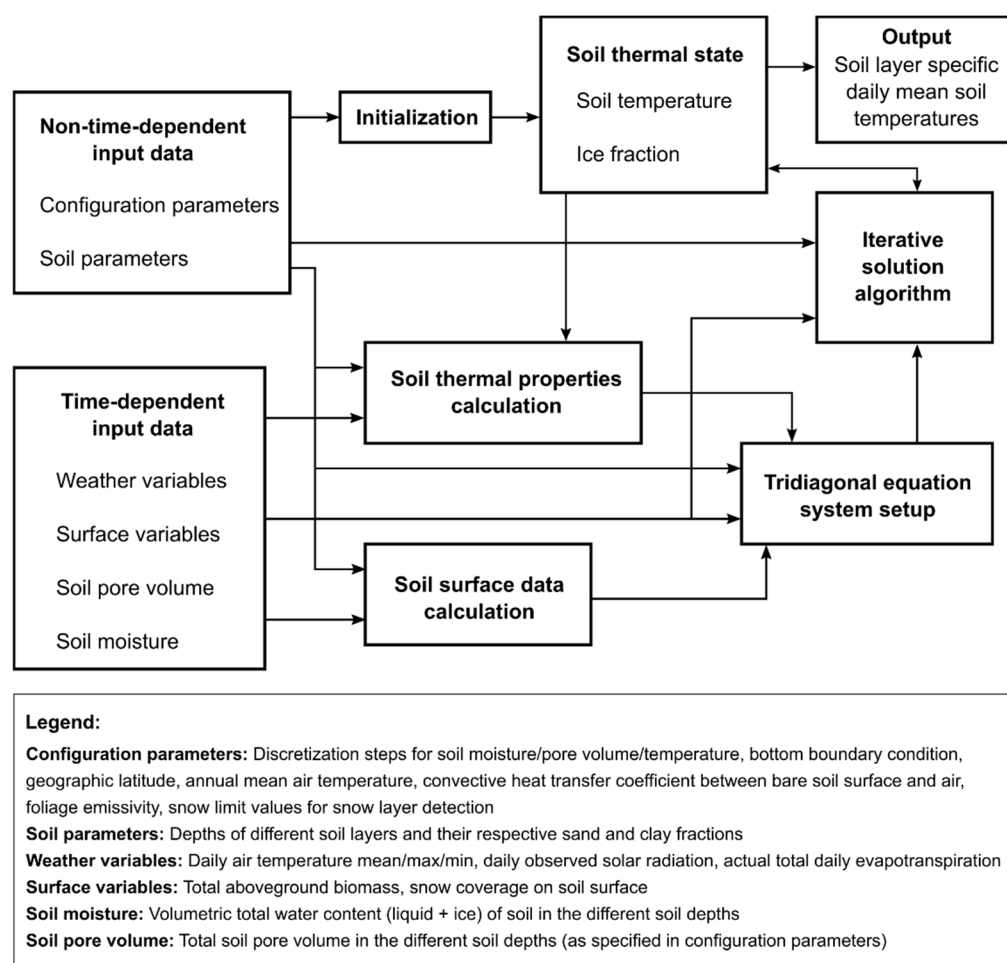 Non-time-dependent
input data
Configuration parameters
Soil parameters
Initialization
Soil thermal state
Soil temperature
Ice fraction
Output
Soil layer specific
daily mean soil
temperatures
Iterative
solution
algorithm
Time-dependent
input data
Weather variables
Surface variables
Soil pore volume
Soil moisture
Soil thermal properties
calculation
Tridiagonal equation
system setup
Soil surface data
calculation
Legend:
Configuration parameters: Discretization steps for soil moisture/pore volume/temperature, bottom boundary condition,
geographic latitude, annual mean air temperature, convective heat transfer coefficient between bare soil surface and air,
foliage emissivity, snow limit values for snow layer detection
Soil parameters: Depths of different soil layers and their respective sand and clay fractions
Weather variables: Daily air temperature mean/max/min, daily observed solar radiation, actual total daily evapotranspiration
Surface variables: Total aboveground biomass, snow coverage on soil surface
Soil moisture: Volumetric total water content (liquid + ice) of soil in the different soil depths
Soil pore volume: Total soil pore volume in the different soil depths (as specified in configuration parameters)